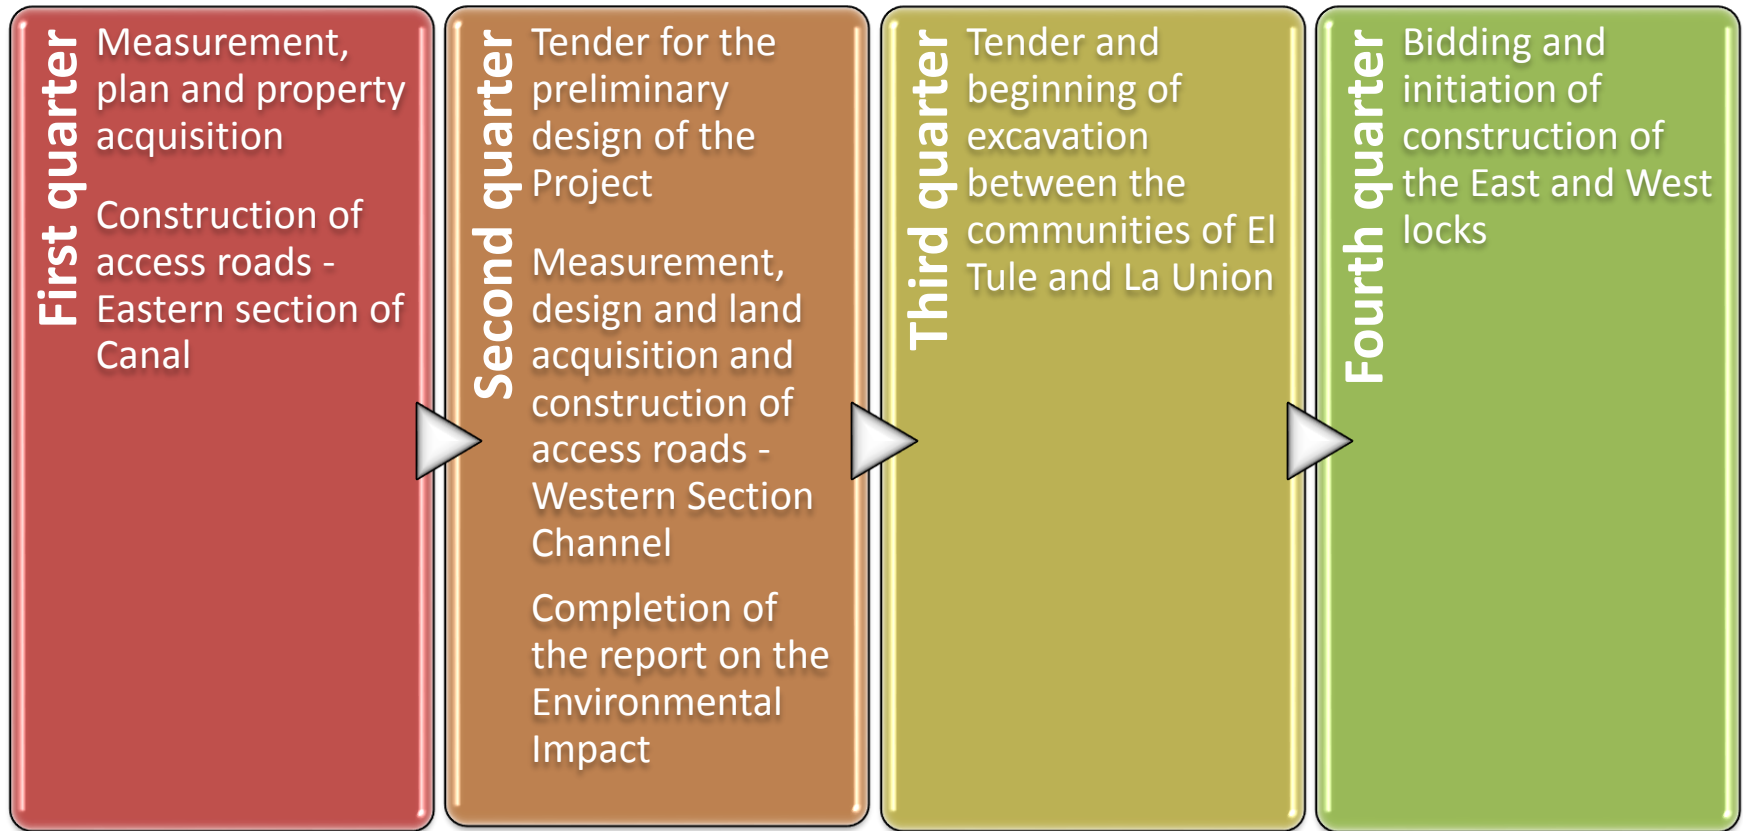 First quarter
Measurement,
plan and property
acquisition
Construction of
access roads -
Eastern section of
Canal
Second quarter
Tender for the
preliminary
design of the
Project
Measurement,
design and land
acquisition and
construction of
access roads -
Western Section
Channel
Completion of
the report on the
Environmental
Impact
Third quarter
Tender and
beginning of
excavation
between the
communities of El
Tule and La Union
Fourth quarter
Bidding and
initiation of
construction of
the East and West
locks